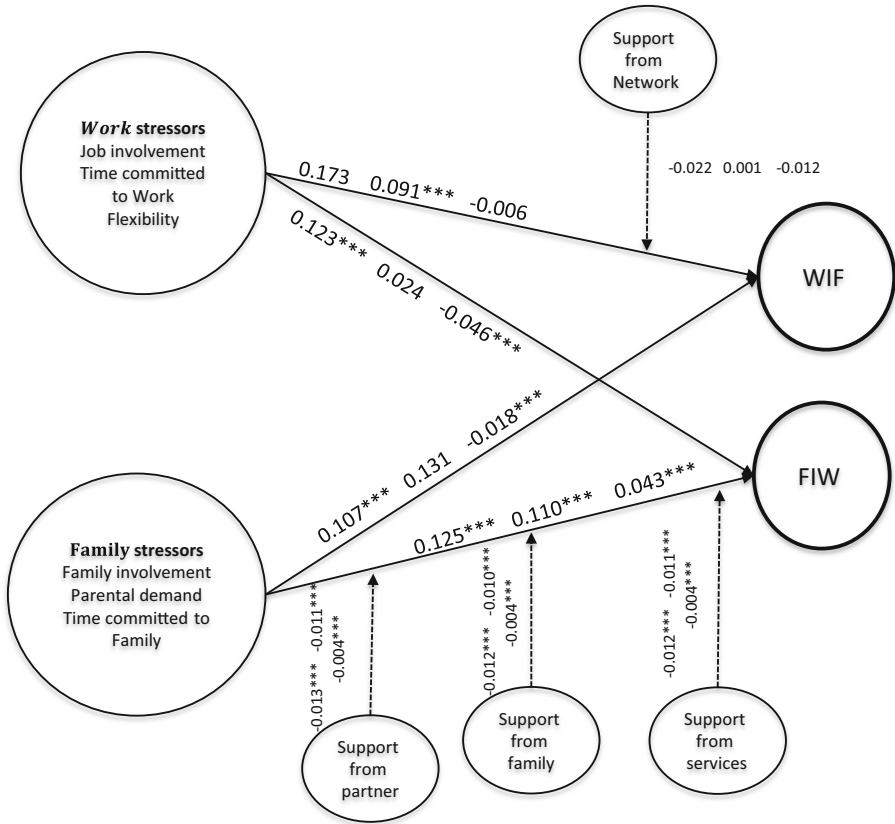 Support
from
Network
Work stressors
Job involvement
Time committed
to Work
Flexibility
-0.022 0.001 -0.012
0.173 0.091*** -0.006
0.123*** 0.024 -0.046***
WIF
0.107*** 0.131 -0.018***
FIW
0.125*** 0.110*** 0.043***
Family stressors
Family involvement
Parental demand
Time committed to
Family
-0.013*** -0.011***
-0.004***
-0.012*** -0.010***
-0.004***
-0.012*** -0.011***
-0.004***
Support
from
partner
Support
from
family
Support
from
services